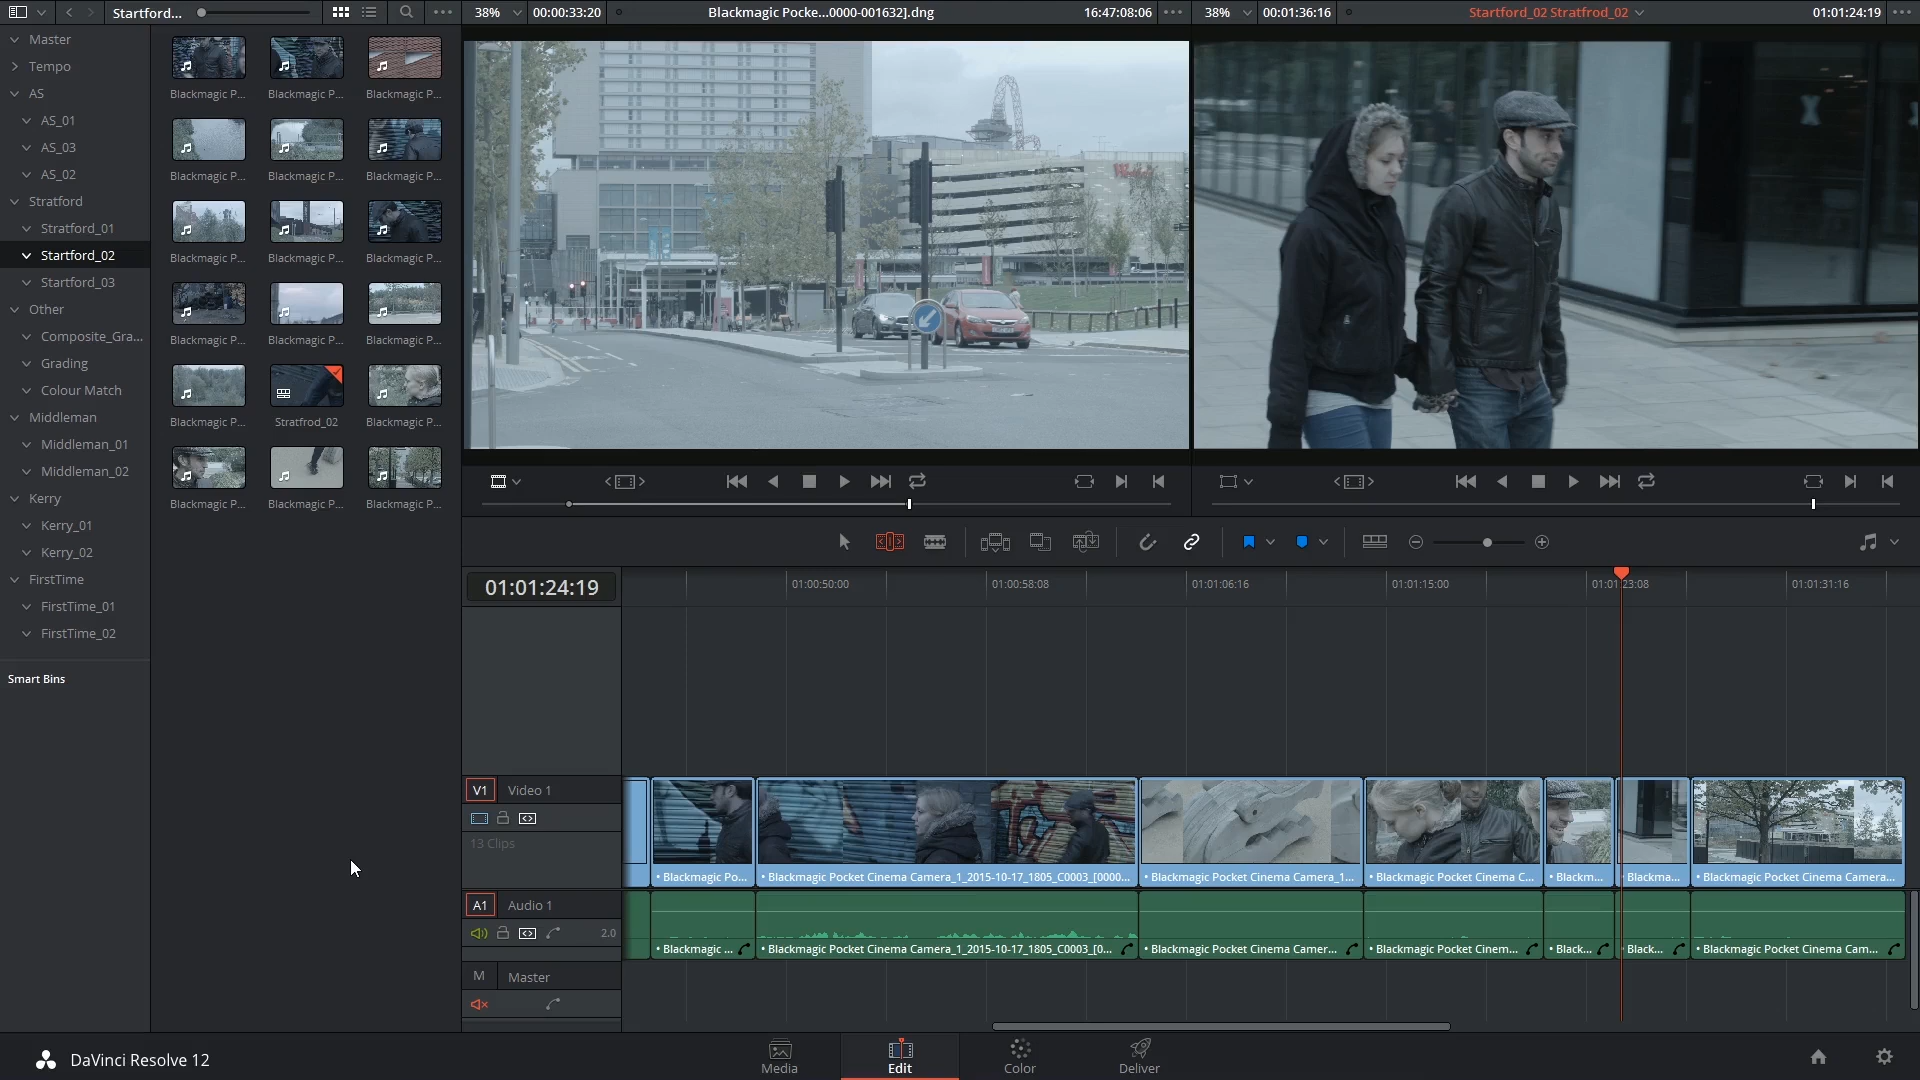 Startford...
38%
00:00:33:20
Blackmagic Pocke...0000-001632].dng
16:47:08:06
38%
00:01:36:16
Startford_02 Stratfrod_02
01:01:24:19
Master
Tempo
AS
AS_01
AS_03
AS_02
Stratford
Stratford_01
Startford_02
Startford_03
Other
Composite_Gra...
Grading
Colour Match
Middleman
Middleman_01
Middleman_02
Kerry
Kerry_01
Kerry_02
FirstTime
FirstTime_01
FirstTime_02
Smart Bins
Blackmagic P... Blackmagic P... Blackmagic P...
Blackmagic P... Blackmagic P... Blackmagic P...
Blackmagic P... Blackmagic P... Blackmagic P...
Blackmagic P... Blackmagic P... Blackmagic P...
Blackmagic P... Stratfrod_02 Blackmagic P...
Blackmagic P... Blackmagic P... Blackmagic P...
01:01:24:19
01:00:50:00 01:00:58:08 01:01:06:16 01:01:15:00 01:01:23:08 01:01:31:16
V1 Video 1
13 Clips
• Blackmagic Po... • Blackmagic Pocket Cinema Camera_1_2015-10-17_1805_C0003_[0000... • Blackmagic Pocket Cinema Camera_1... • Blackmagic Pocket Cinema C... • Blackm... Blackma... • Blackmagic Pocket Cinema Camera...
A1 Audio 1
2.0
• Blackmagic ... • Blackmagic Pocket Cinema Camera_1_2015-10-17_1805_C0003_[0... • Blackmagic Pocket Cinema Camer... • Blackmagic Pocket Cinem... • Black... Black... • Blackmagic Pocket Cinema Cam...
M Master
DaVinci Resolve 12
Media
Edit
Color
Deliver